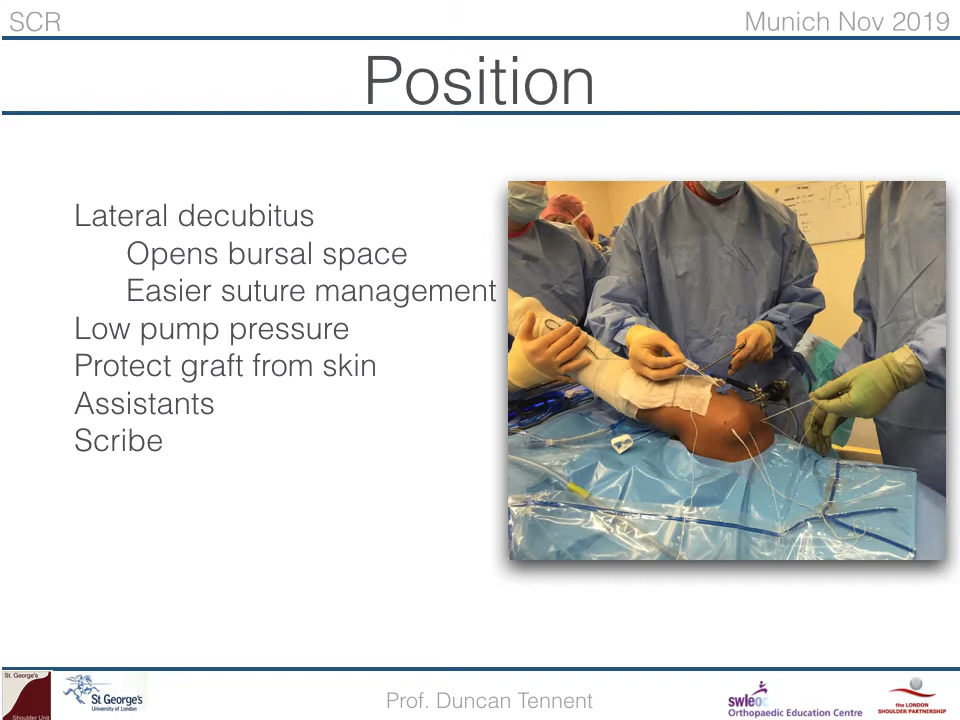 SCR
Munich Nov 2019
Position
Lateral decubitus
Opens bursal space
Easier suture management
Low pump pressure
Protect graft from skin
Assistants
Scribe
St. George's
Shoulder Unit
St George's
University of London
Prof. Duncan Tennent
swleoc
Orthopaedic Education Centre
the LONDON
SHOULDER PARTNERSHIP